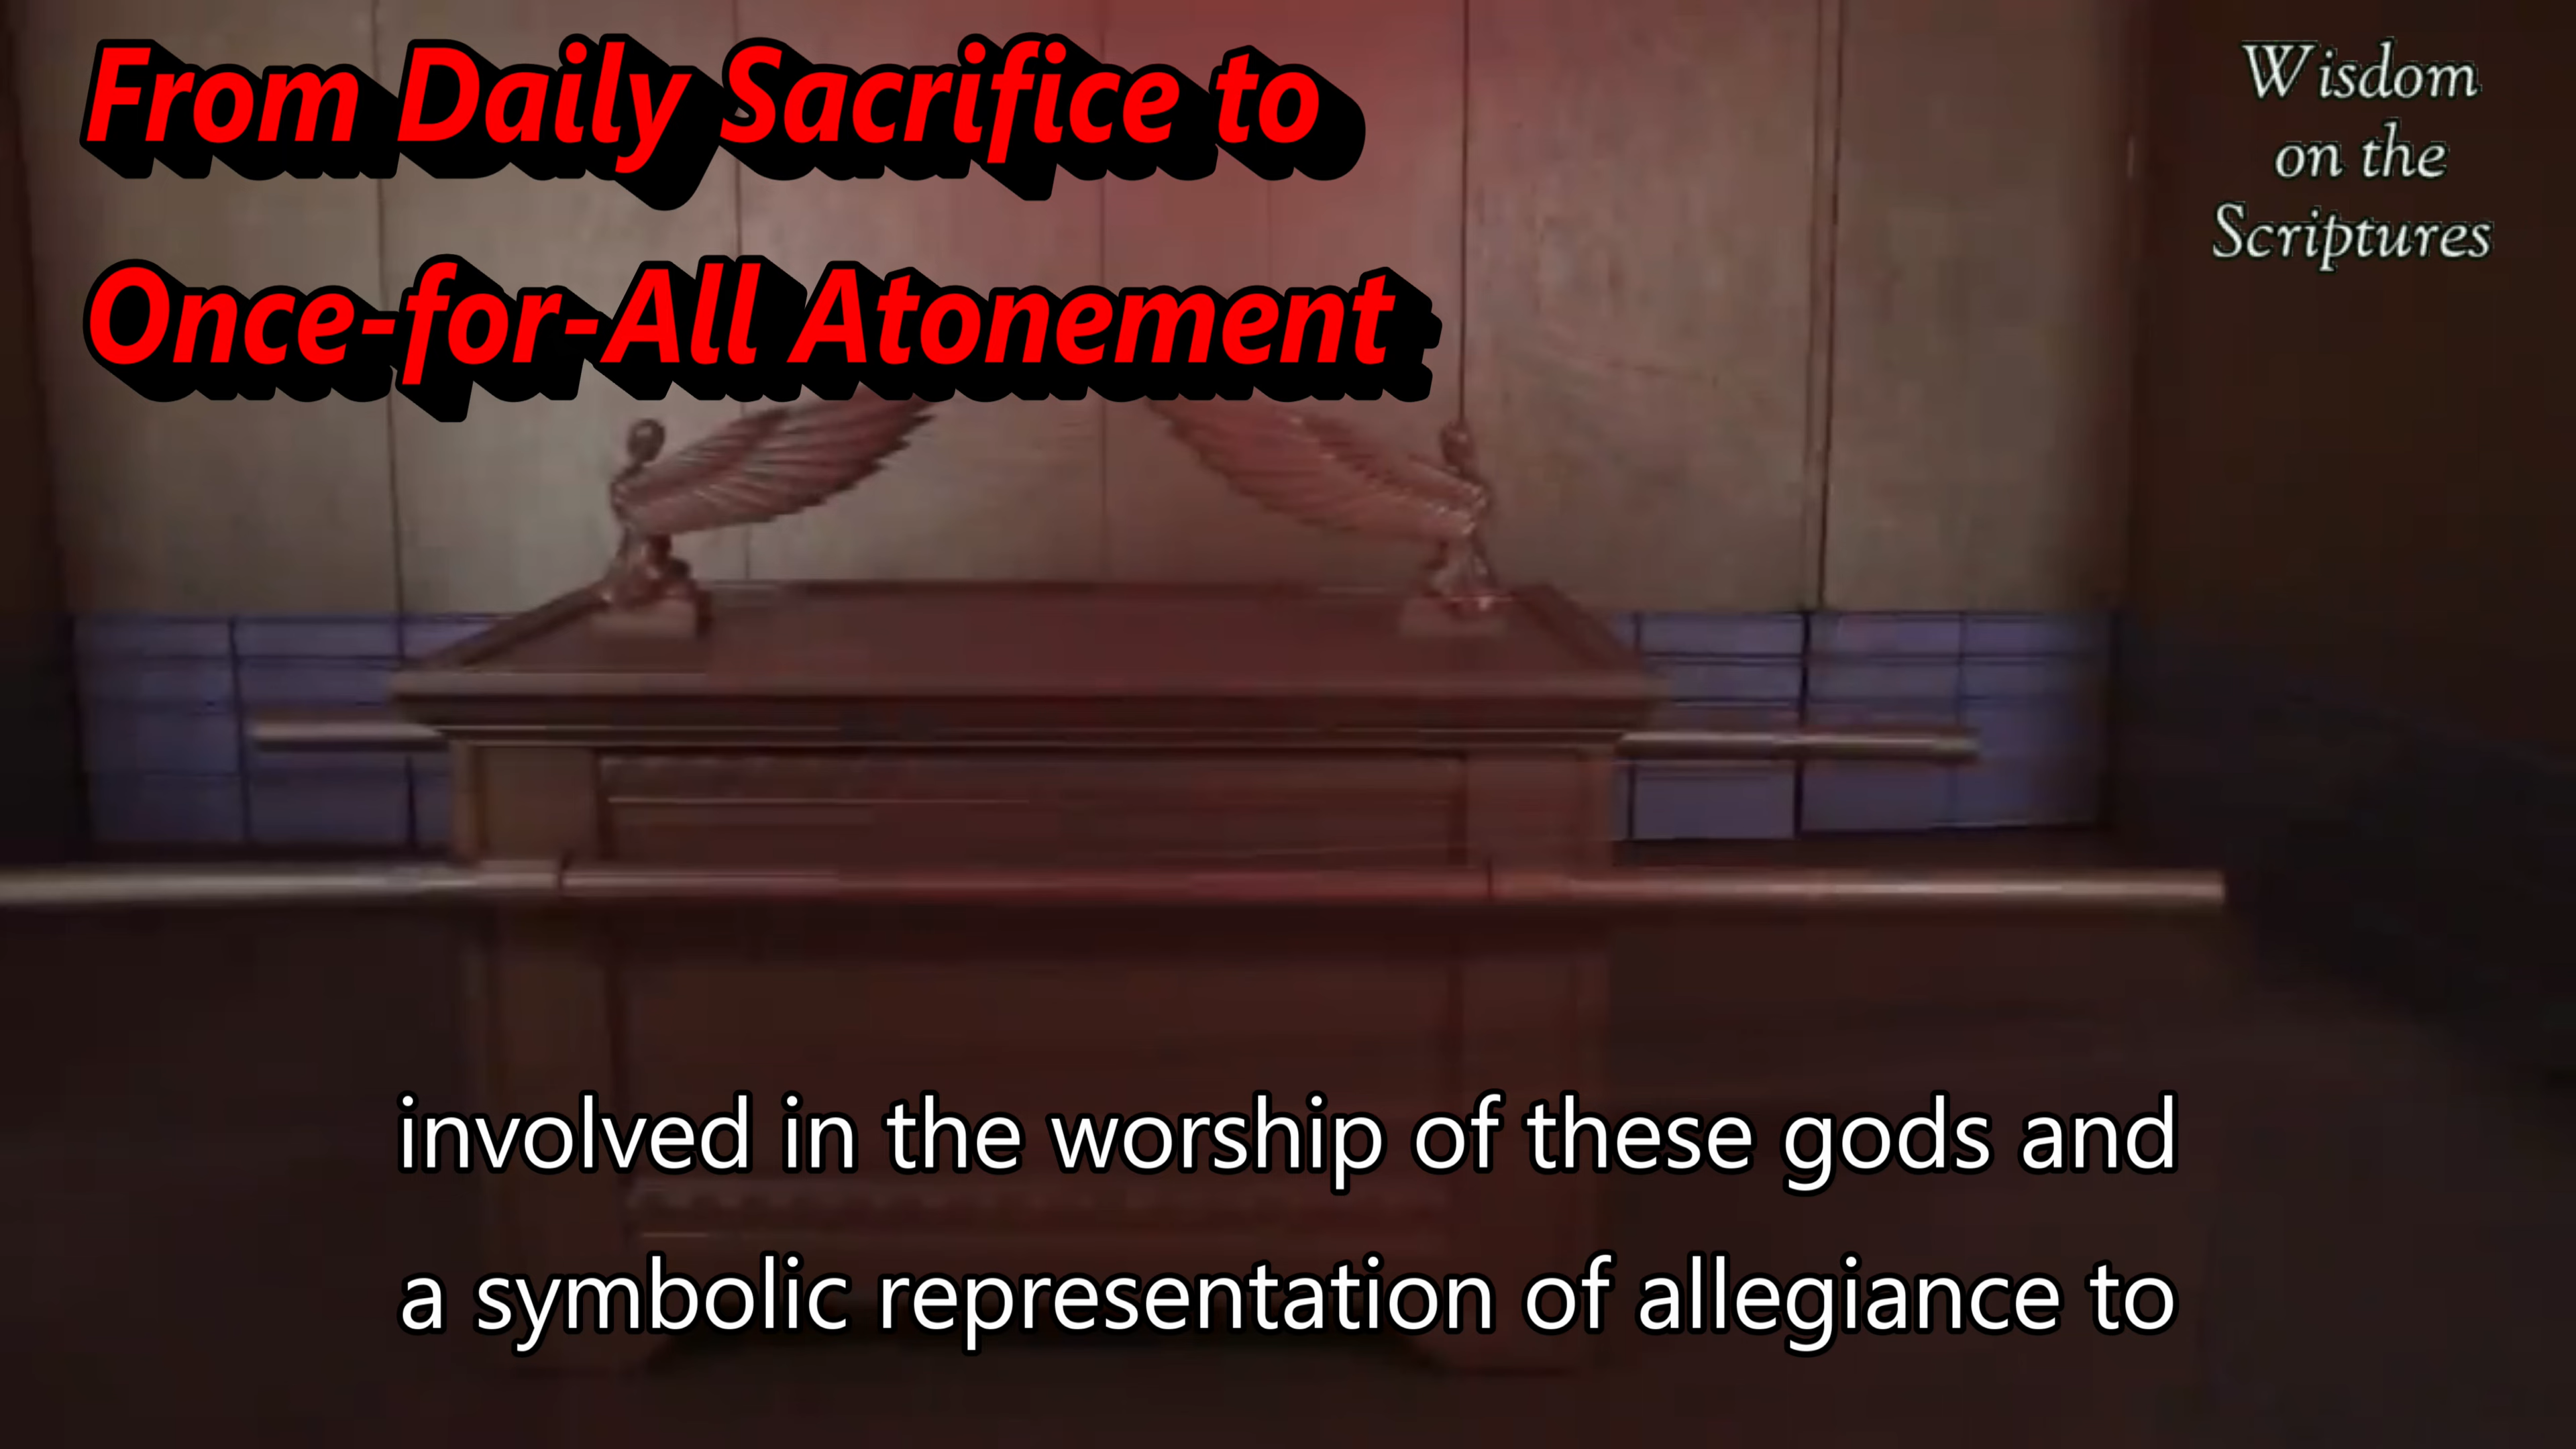 From Daily Sacrifice to
Once-for-All Atonement
Wisdom
on the
Scriptures
involved in the worship of these gods and
a symbolic representation of allegiance to